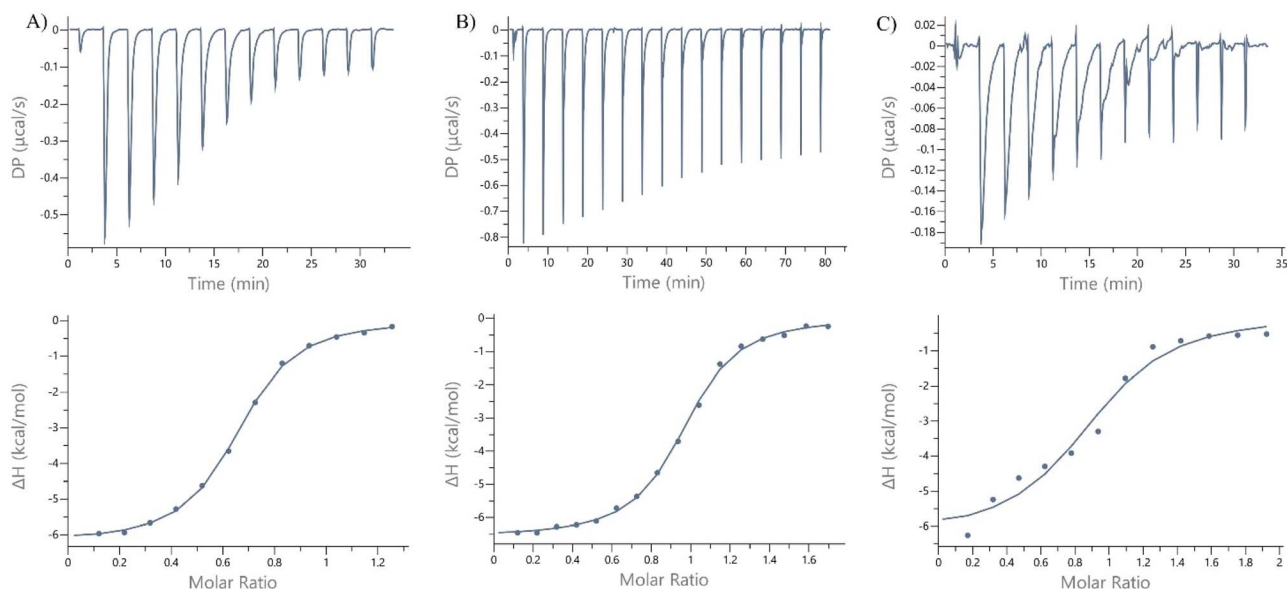 A)
0
-0.1
-0.2
-0.3
-0.4
-0.5
DP (µcal/s)
0 5 10 15 20 25 30
Time (min)
B)
0
-0.1
-0.2
-0.3
-0.4
-0.5
-0.6
-0.7
-0.8
DP (µcal/s)
0 10 20 30 40 50 60 70 80
Time (min)
C)
0.02
0
-0.02
-0.04
-0.06
-0.08
-0.1
-0.12
-0.14
-0.16
-0.18
DP (µcal/s)
0 5 10 15 20 25 30 35
Time (min)
0
-1
-2
-3
-4
-5
-6
ΔH (kcal/mol)
0 0.2 0.4 0.6 0.8 1 1.2
Molar Ratio
0
-1
-2
-3
-4
-5
-6
ΔH (kcal/mol)
0 0.2 0.4 0.6 0.8 1 1.2 1.4 1.6
Molar Ratio
-1
-2
-3
-4
-5
-6
ΔH (kcal/mol)
0 0.2 0.4 0.6 0.8 1 1.2 1.4 1.6 1.8 2
Molar Ratio